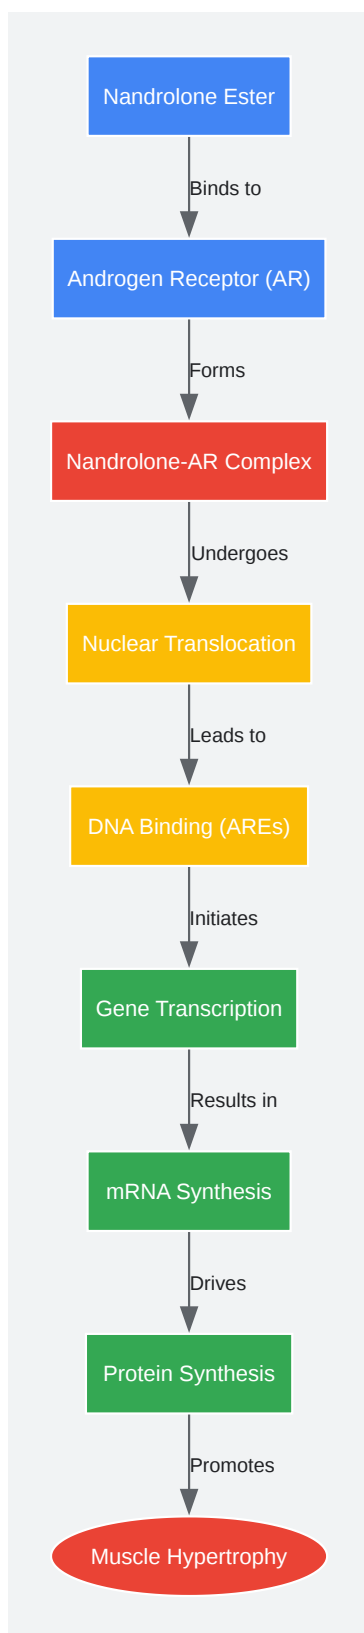 Nandrolone Ester
Binds to
Androgen Receptor (AR)
Forms
Nandrolone-AR Complex
Undergoes
Nuclear Translocation
Leads to
DNA Binding (AREs)
Initiates
Gene Transcription
Results in
mRNA Synthesis
Drives
Protein Synthesis
Promotes
Muscle Hypertrophy